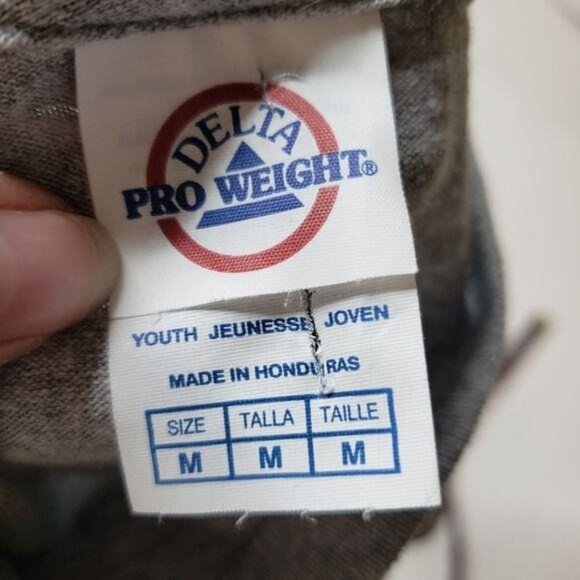 DELTA
PRO WEIGHT®
YOUTH JEUNESSE JOVEN
MADE IN HONDURAS
SIZE TALLA TAILLE
M M M